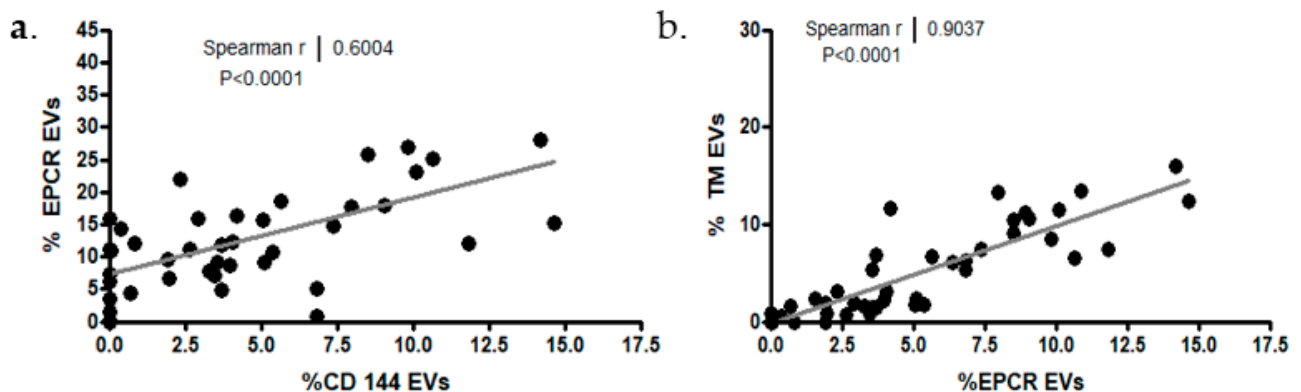 a.
Spearman r | 0.6004
P<0.0001
% EPCR EVs
45
40
35
30
25
20
15
10
5
0
0.0 2.5 5.0 7.5 10.0 12.5 15.0 17.5
%CD 144 EVs
b.
Spearman r | 0.9037
P<0.0001
% TM EVs
30
20
10
0
0.0 2.5 5.0 7.5 10.0 12.5 15.0 17.5
%EPCR EVs